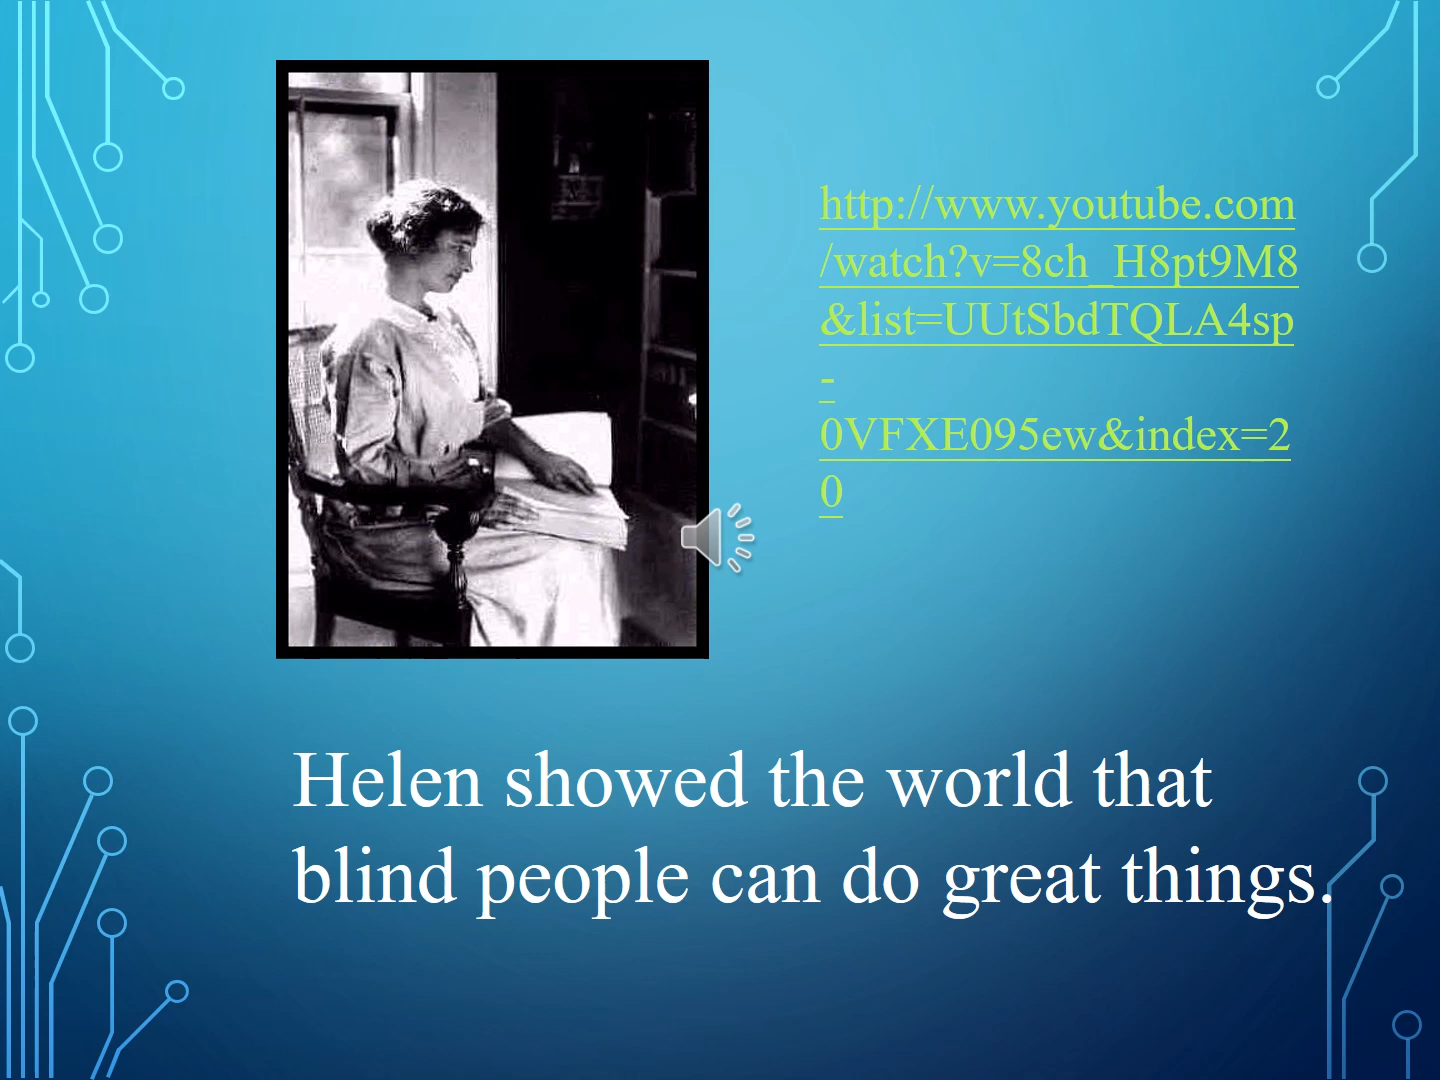 http://www.youtube.com
/watch?v=8ch_H8pt9M8
&list=UUtSbdTQLA4sp
-
0VFXE095ew&index=2
0
Helen showed the world that
blind people can do great things.